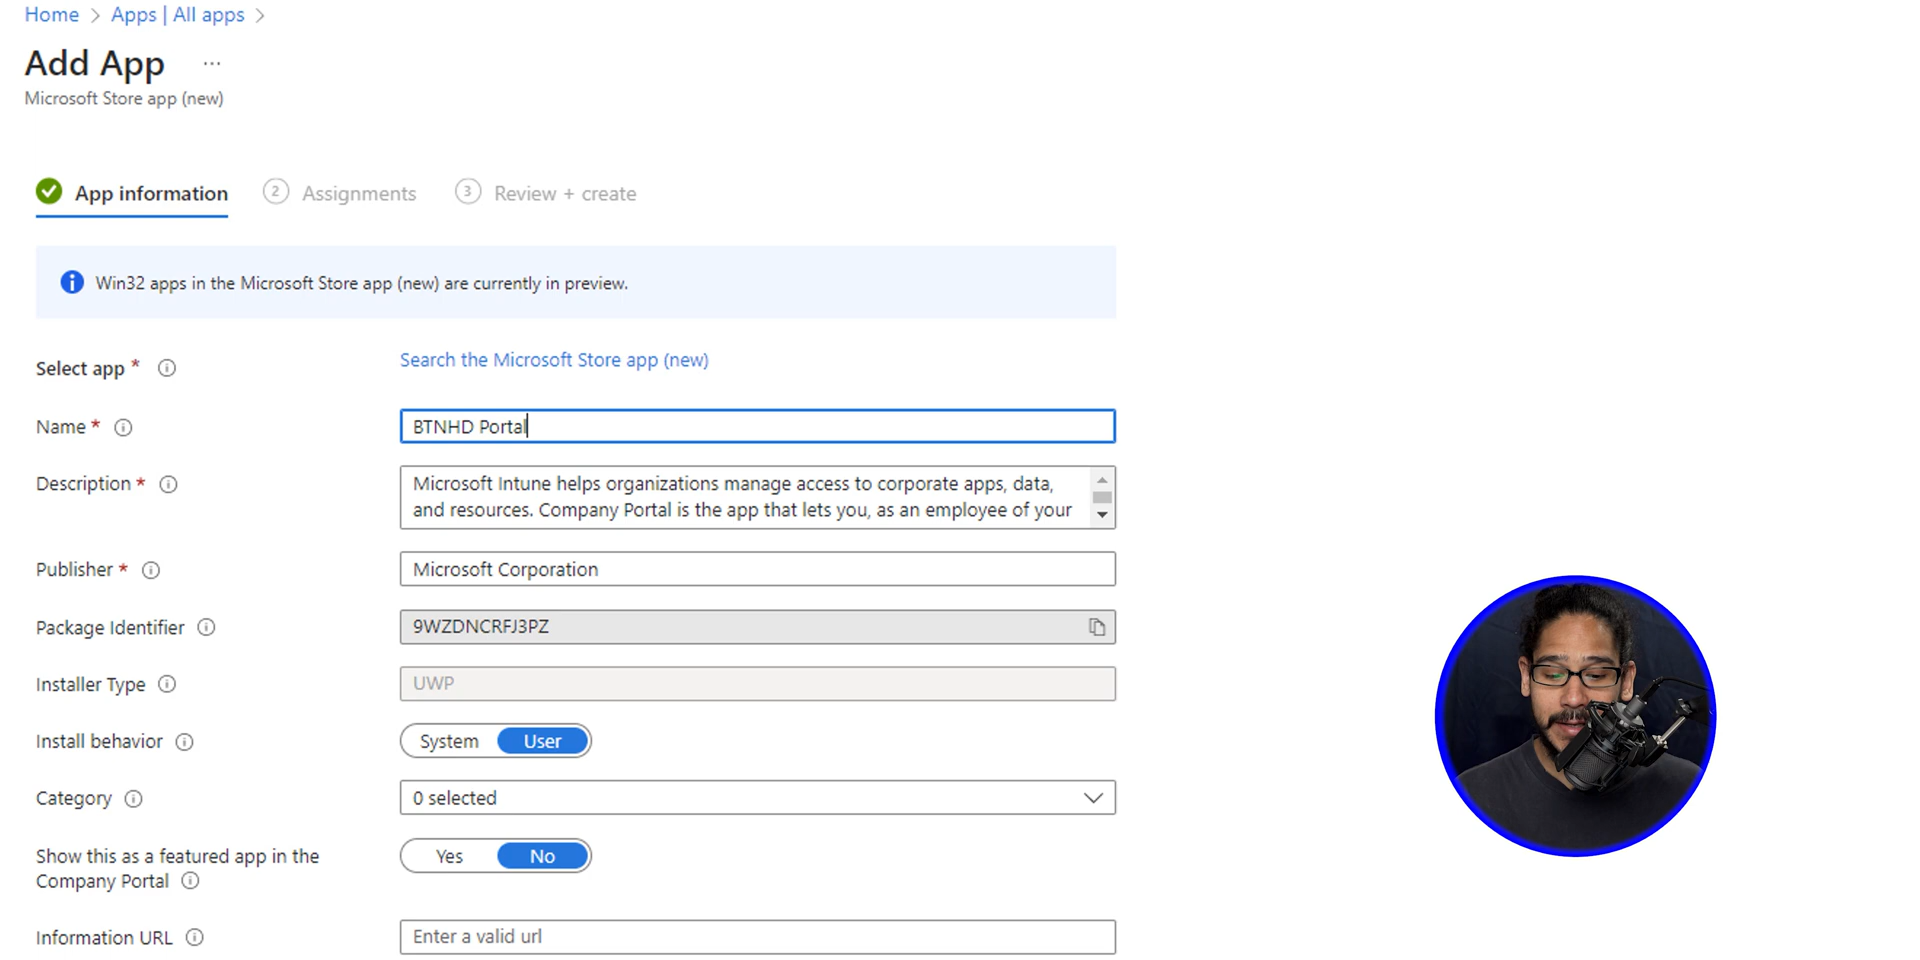 Home > Apps | All apps >
Add App ...
Microsoft Store app (new)
App information 2 Assignments 3 Review + create
Win32 apps in the Microsoft Store app (new) are currently in preview.
Select app * Search the Microsoft Store app (new)
Name * BTNHD Portal
Description * Microsoft Intune helps organizations manage access to corporate apps, data,
and resources. Company Portal is the app that lets you, as an employee of your
Publisher * Microsoft Corporation
Package Identifier 9WZDNCRFJ3PZ
Installer Type UWP
Install behavior System User
Category 0 selected
Show this as a featured app in the Yes No
Company Portal
Information URL Enter a valid url